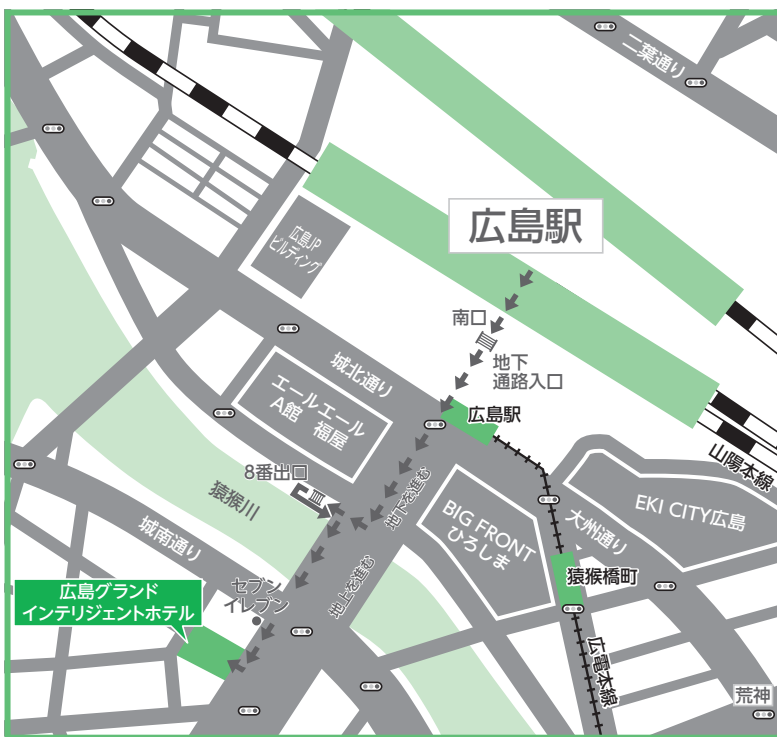 二葉通り
広島駅
広島JP
ビルディング
南口
地下
通路入口
城北通り
広島駅
エールエール
A館 福屋
山陽本線
8番出口
地下を進む
EKI CITY広島
猿猴川
BIG FRONT
ひろしま
大州通り
城南通り
猿猴橋町
地上を進む
広島グランド
インテリジェントホテル
セブン
イレブン
広電本線
荒神